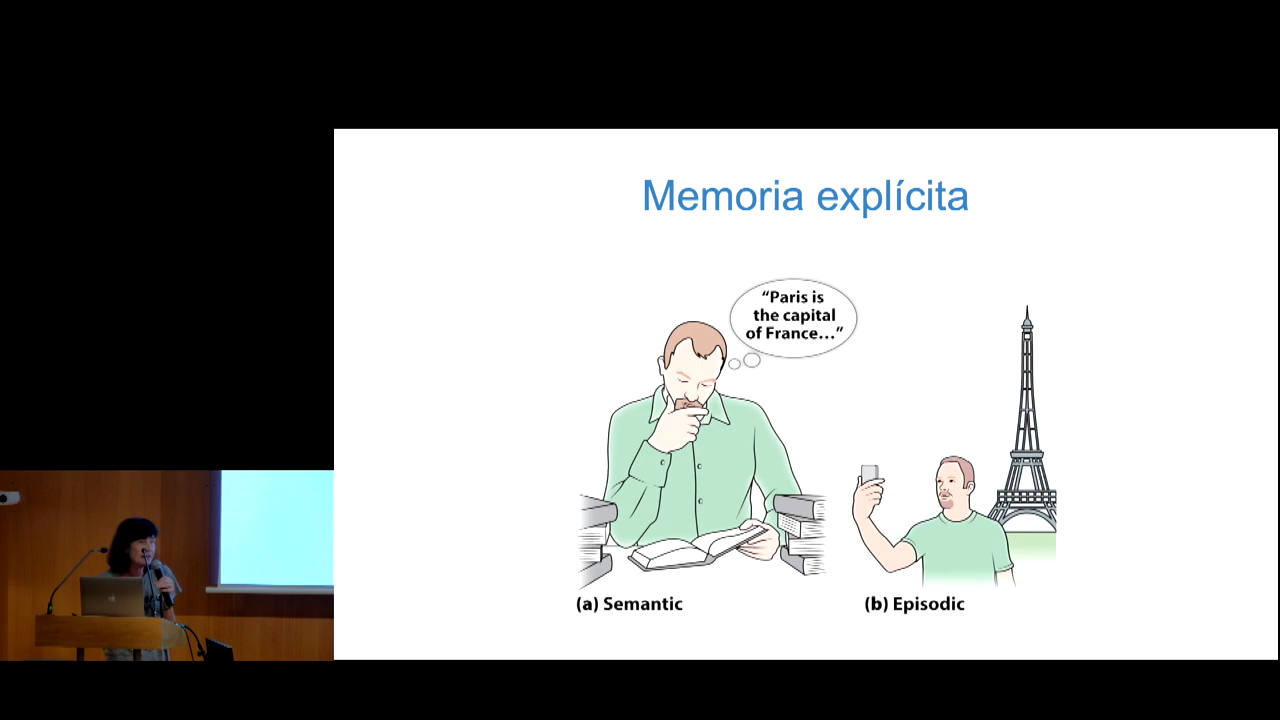 Memoria explícita
“Paris is
the capital
of France...”
(a) Semantic
(b) Episodic